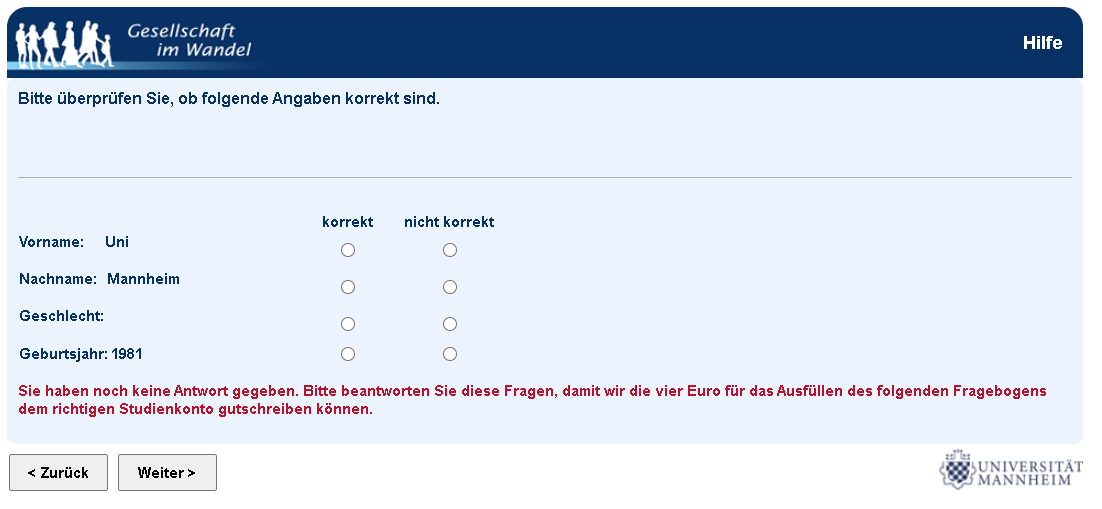 Gesellschaft
im Wandel
Hilfe
Bitte überprüfen Sie, ob folgende Angaben korrekt sind.
korrekt nicht korrekt
Vorname: Uni
Nachname: Mannheim
Geschlecht:
Geburtsjahr: 1981
Sie haben noch keine Antwort gegeben. Bitte beantworten Sie diese Fragen, damit wir die vier Euro für das Ausfüllen des folgenden Fragebogens
dem richtigen Studienkonto gutschreiben können.
< Zurück Weiter >
UNIVERSITÄT
MANNHEIM